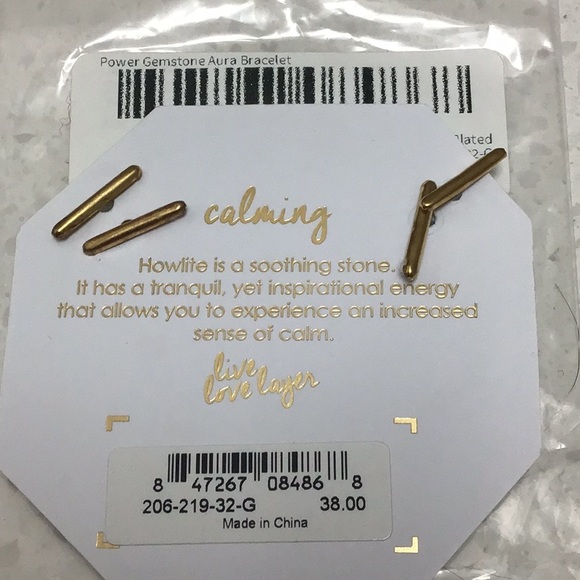 Power Gemstone Aura Bracelet
Plated
calming
Howlite is a soothing stone.
It has a tranquil, yet inspirational energy
that allows you to experience an increased
sense of calm.
live
love layer
8 47267 08486 8
206-219-32-G 38.00
Made in China